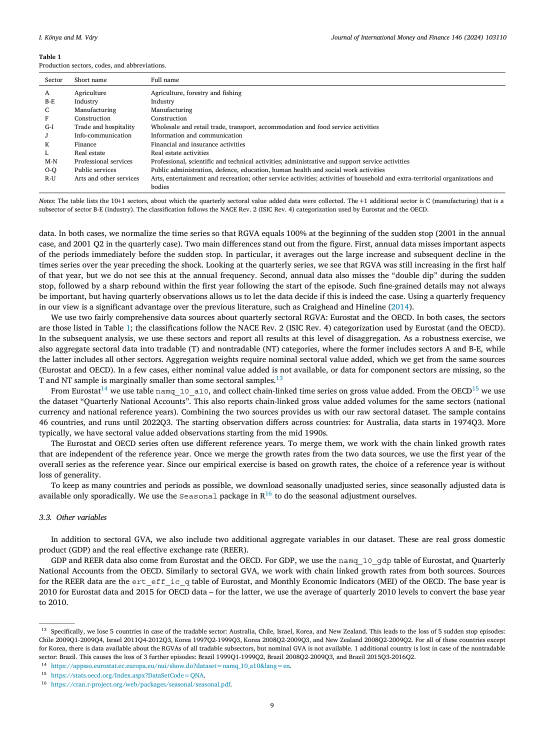 I. Kónya and M. Váry
Journal of International Money and Finance 146 (2024) 103110
Table 1
Production sectors, codes, and abbreviations.
Sector Short name Full name
A Agriculture Agriculture, forestry and fishing
B-E Industry Industry
C Manufacturing Manufacturing
F Construction Construction
G-I Trade and hospitality Wholesale and retail trade, transport, accommodation and food service activities
J Info-communication Information and communication
K Finance Financial and insurance activities
L Real estate Real estate activities
M-N Professional services Professional, scientific and technical activities; administrative and support service activities
O-Q Public services Public administration, defence, education, human health and social work activities
R-U Arts and other services Arts, entertainment and recreation; other service activities; activities of household and extra-territorial organizations and
bodies
Notes: The table lists the 10+1 sectors, about which the quarterly sectoral value added data were collected. The +1 additional sector is C (manufacturing) that is a
subsector of sector B-E (industry). The classification follows the NACE Rev. 2 (ISIC Rev. 4) categorization used by Eurostat and the OECD.
data. In both cases, we normalize the time series so that RGVA equals 100% at the beginning of the sudden stop (2001 in the annual
case, and 2001 Q2 in the quarterly case). Two main differences stand out from the figure. First, annual data misses important aspects
of the periods immediately before the sudden stop. In particular, it averages out the large increase and subsequent decline in the
times series over the year preceding the shock. Looking at the quarterly series, we see that RGVA was still increasing in the first half
of that year, but we do not see this at the annual frequency. Second, annual data also misses the “double dip” during the sudden
stop, followed by a sharp rebound within the first year following the start of the episode. Such fine-grained details may not always
be important, but having quarterly observations allows us to let the data decide if this is indeed the case. Using a quarterly frequency
in our view is a significant advantage over the previous literature, such as Craighead and Hineline (2014).
We use two fairly comprehensive data sources about quarterly sectoral RGVA: Eurostat and the OECD. In both cases, the sectors
are those listed in Table 1; the classifications follow the NACE Rev. 2 (ISIC Rev. 4) categorization used by Eurostat (and the OECD).
In the subsequent analysis, we use these sectors and report all results at this level of disaggregation. As a robustness exercise, we
also aggregate sectoral data into tradable (T) and nontradable (NT) categories, where the former includes sectors A and B-E, while
the latter includes all other sectors. Aggregation weights require nominal sectoral value added, which we get from the same sources
(Eurostat and OECD). In a few cases, either nominal value added is not available, or data for component sectors are missing, so the
T and NT sample is marginally smaller than some sectoral samples.13
From Eurostat14 we use table namq_10_a10, and collect chain-linked time series on gross value added. From the OECD15 we use
the dataset “Quarterly National Accounts”. This also reports chain-linked gross value added volumes for the same sectors (national
currency and national reference years). Combining the two sources provides us with our raw sectoral dataset. The sample contains
46 countries, and runs until 2022Q3. The starting observation differs across countries: for Australia, data starts in 1974Q3. More
typically, we have sectoral value added observations starting from the mid 1990s.
The Eurostat and OECD series often use different reference years. To merge them, we work with the chain linked growth rates
that are independent of the reference year. Once we merge the growth rates from the two data sources, we use the first year of the
overall series as the reference year. Since our empirical exercise is based on growth rates, the choice of a reference year is without
loss of generality.
To keep as many countries and periods as possible, we download seasonally unadjusted series, since seasonally adjusted data is
available only sporadically. We use the Seasonal package in R16 to do the seasonal adjustment ourselves.
3.3. Other variables
In addition to sectoral GVA, we also include two additional aggregate variables in our dataset. These are real gross domestic
product (GDP) and the real effective exchange rate (REER).
GDP and REER data also come from Eurostat and the OECD. For GDP, we use the namq_10_gdp table of Eurostat, and Quarterly
National Accounts from the OECD. Similarly to sectoral GVA, we work with chain linked growth rates from both sources. Sources
for the REER data are the ert_eff_ic_q table of Eurostat, and Monthly Economic Indicators (MEI) of the OECD. The base year is
2010 for Eurostat data and 2015 for OECD data – for the latter, we use the average of quarterly 2010 levels to convert the base year
to 2010.
13 Specifically, we lose 5 countries in case of the tradable sector: Australia, Chile, Israel, Korea, and New Zealand. This leads to the loss of 5 sudden stop episodes:
Chile 2009Q1-2009Q4, Israel 2011Q4-2012Q3, Korea 1997Q2-1999Q3, Korea 2008Q2-2009Q3, and New Zealand 2008Q2-2009Q2. For all of these countries except
for Korea, there is data available about the RGVAs of all tradable subsectors, but nominal GVA is not available. 1 additional country is lost in case of the nontradable
sector: Brazil. This causes the loss of 3 further episodes: Brazil 1999Q1-1999Q2, Brazil 2008Q2-2009Q3, and Brazil 2015Q3-2016Q2.
14 https://appsso.eurostat.ec.europa.eu/nui/show.do?dataset=namq_10_a10&lang=en.
15 https://stats.oecd.org/Index.aspx?DataSetCode=QNA.
16 https://cran.r-project.org/web/packages/seasonal/seasonal.pdf.
9